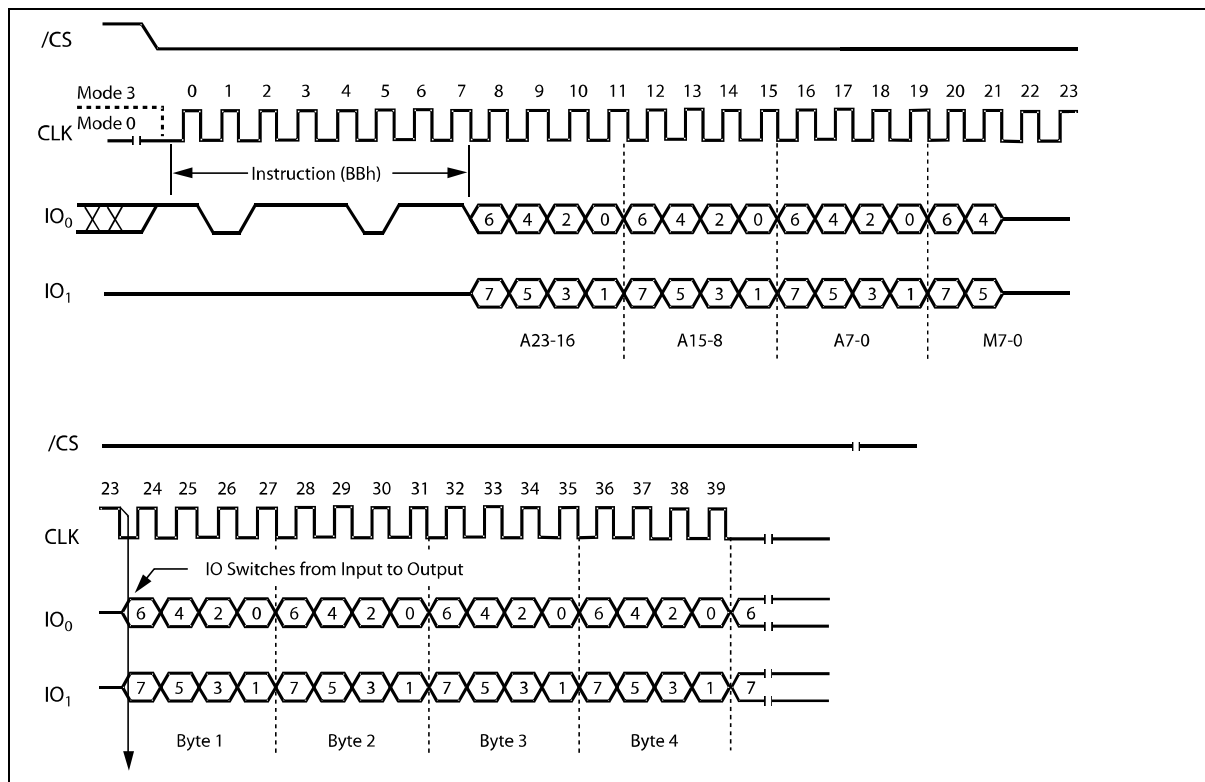 /CS
Mode 3
0 1 2 3 4 5 6 7 8 9 10 11 12 13 14 15 16 17 18 19 20 21 22 23
Mode 0
CLK
Instruction (BBh)
IO0 6 4 2 0 6 4 2 0 6 4 2 0 6 4
IO1 7 5 3 1 7 5 3 1 7 5 3 1 7 5
A23-16 A15-8 A7-0 M7-0
/CS
23 24 25 26 27 28 29 30 31 32 33 34 35 36 37 38 39
CLK
IO Switches from Input to Output
IO0 6 4 2 0 6 4 2 0 6 4 2 0 6 4 2 0 6
IO1 7 5 3 1 7 5 3 1 7 5 3 1 7 5 3 1 7
Byte 1 Byte 2 Byte 3 Byte 4